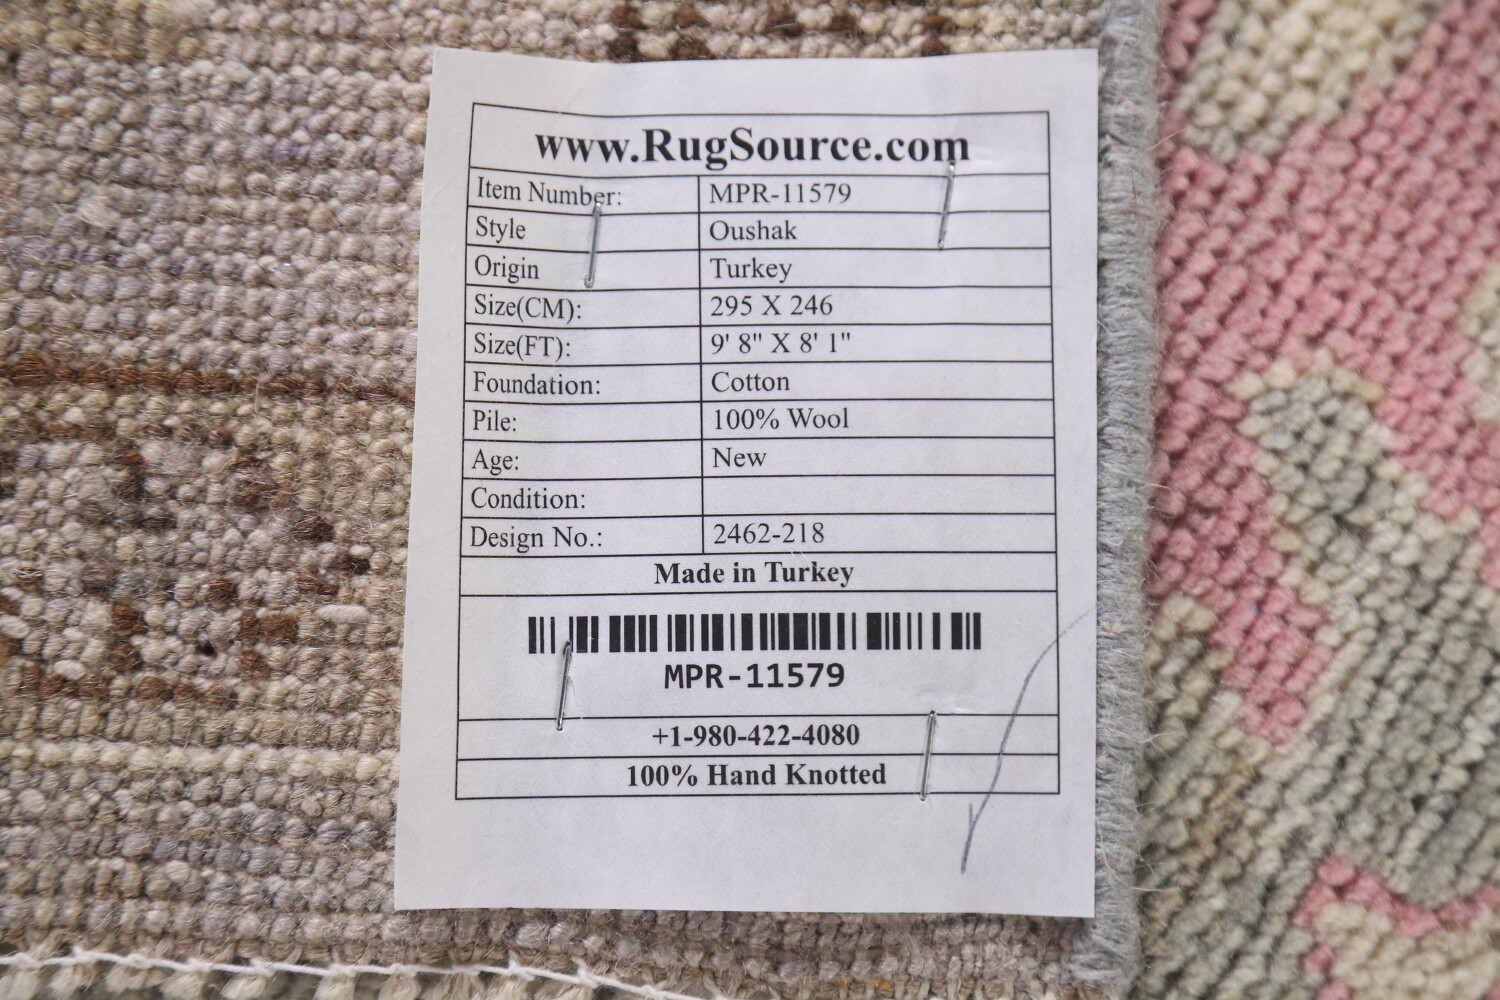 www.RugSource.com
Item Number: MPR-11579
Style Oushak
Origin Turkey
Size(CM): 295 X 246
Size(FT): 9' 8" X 8' 1"
Foundation: Cotton
Pile: 100% Wool
Age: New
Condition:
Design No.: 2462-218
Made in Turkey
MPR-11579
+1-980-422-4080
100% Hand Knotted